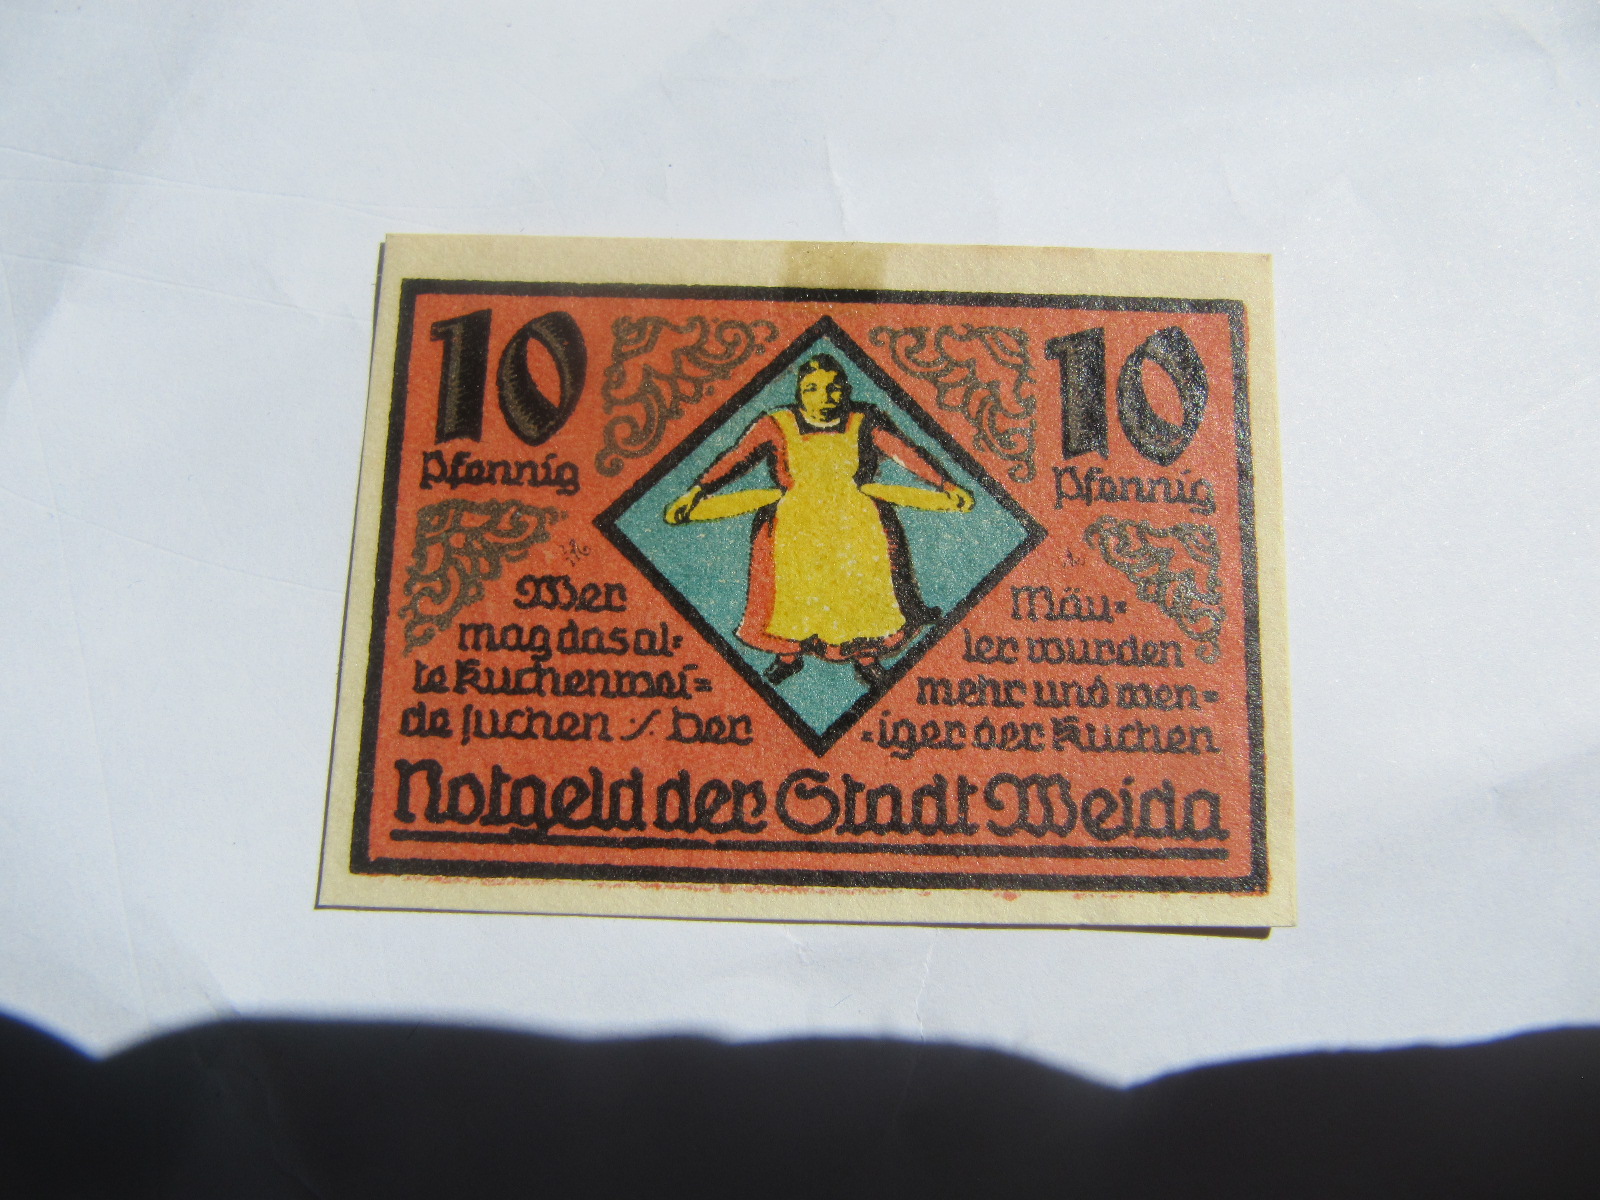 10
10
Pfennig
Pfennig
Wer
mag das al=
te Kuchenwei=
de suchen ./. Der
Mäu=
ler wurden
mehr und wen=
=iger der Kuchen
Notgeld der Stadt Weida